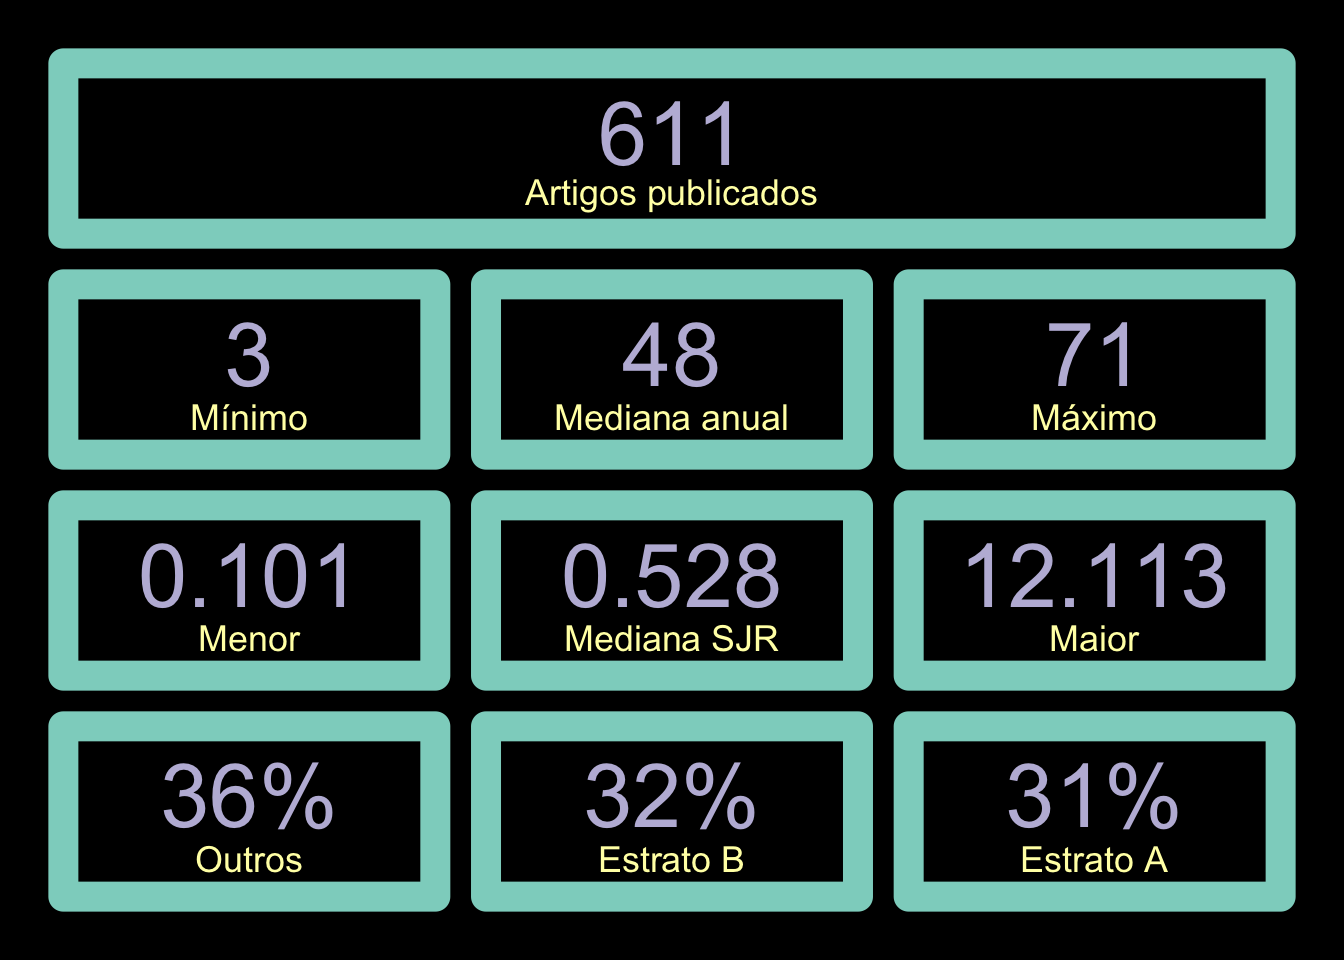 611
Artigos publicados
3
Mínimo
48
Mediana anual
71
Máximo
0.101
Menor
0.528
Mediana SJR
12.113
Maior
36%
Outros
32%
Estrato B
31%
Estrato A